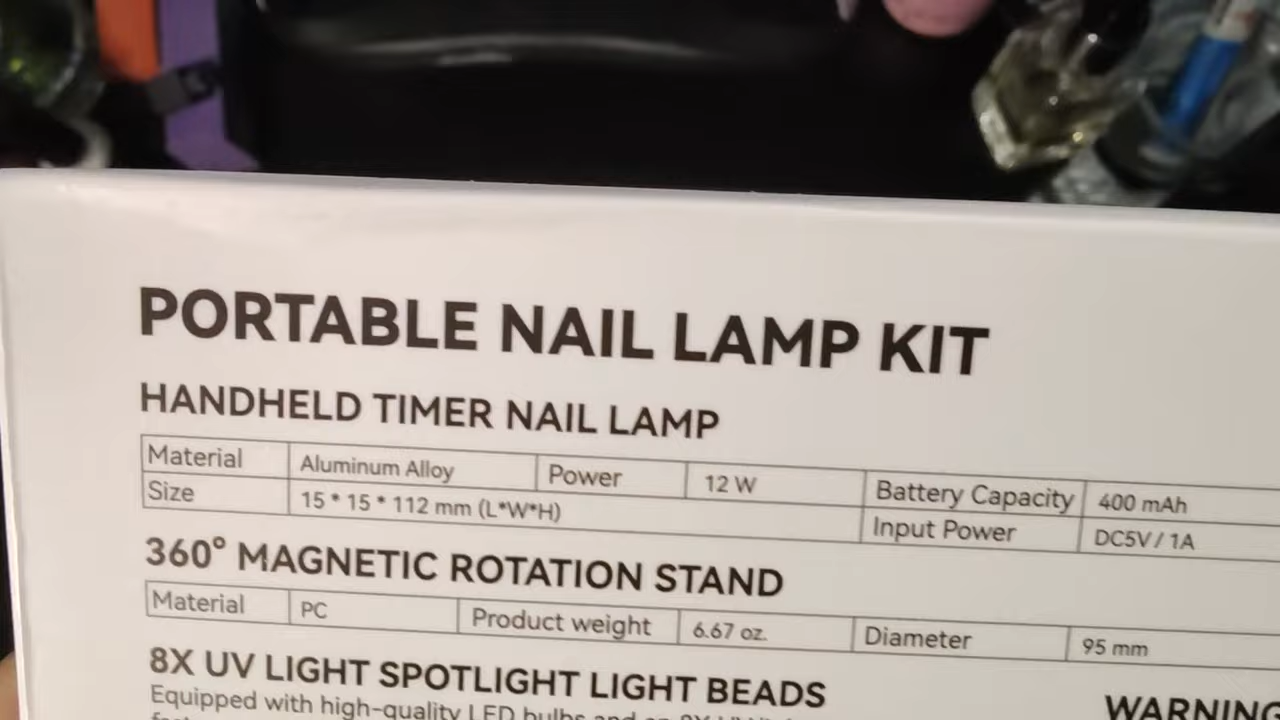 PORTABLE NAIL LAMP KIT
HANDHELD TIMER NAIL LAMP
Material Aluminum Alloy Power 12 W Battery Capacity 400 mAh
Size 15 * 15 * 112 mm (L*W*H) Input Power DC5V / 1A
360° MAGNETIC ROTATION STAND
Material PC Product weight 6.67 oz. Diameter 95 mm
8X UV LIGHT SPOTLIGHT LIGHT BEADS
WARNING
Equipped with high-quality LED bulbs and an 8X